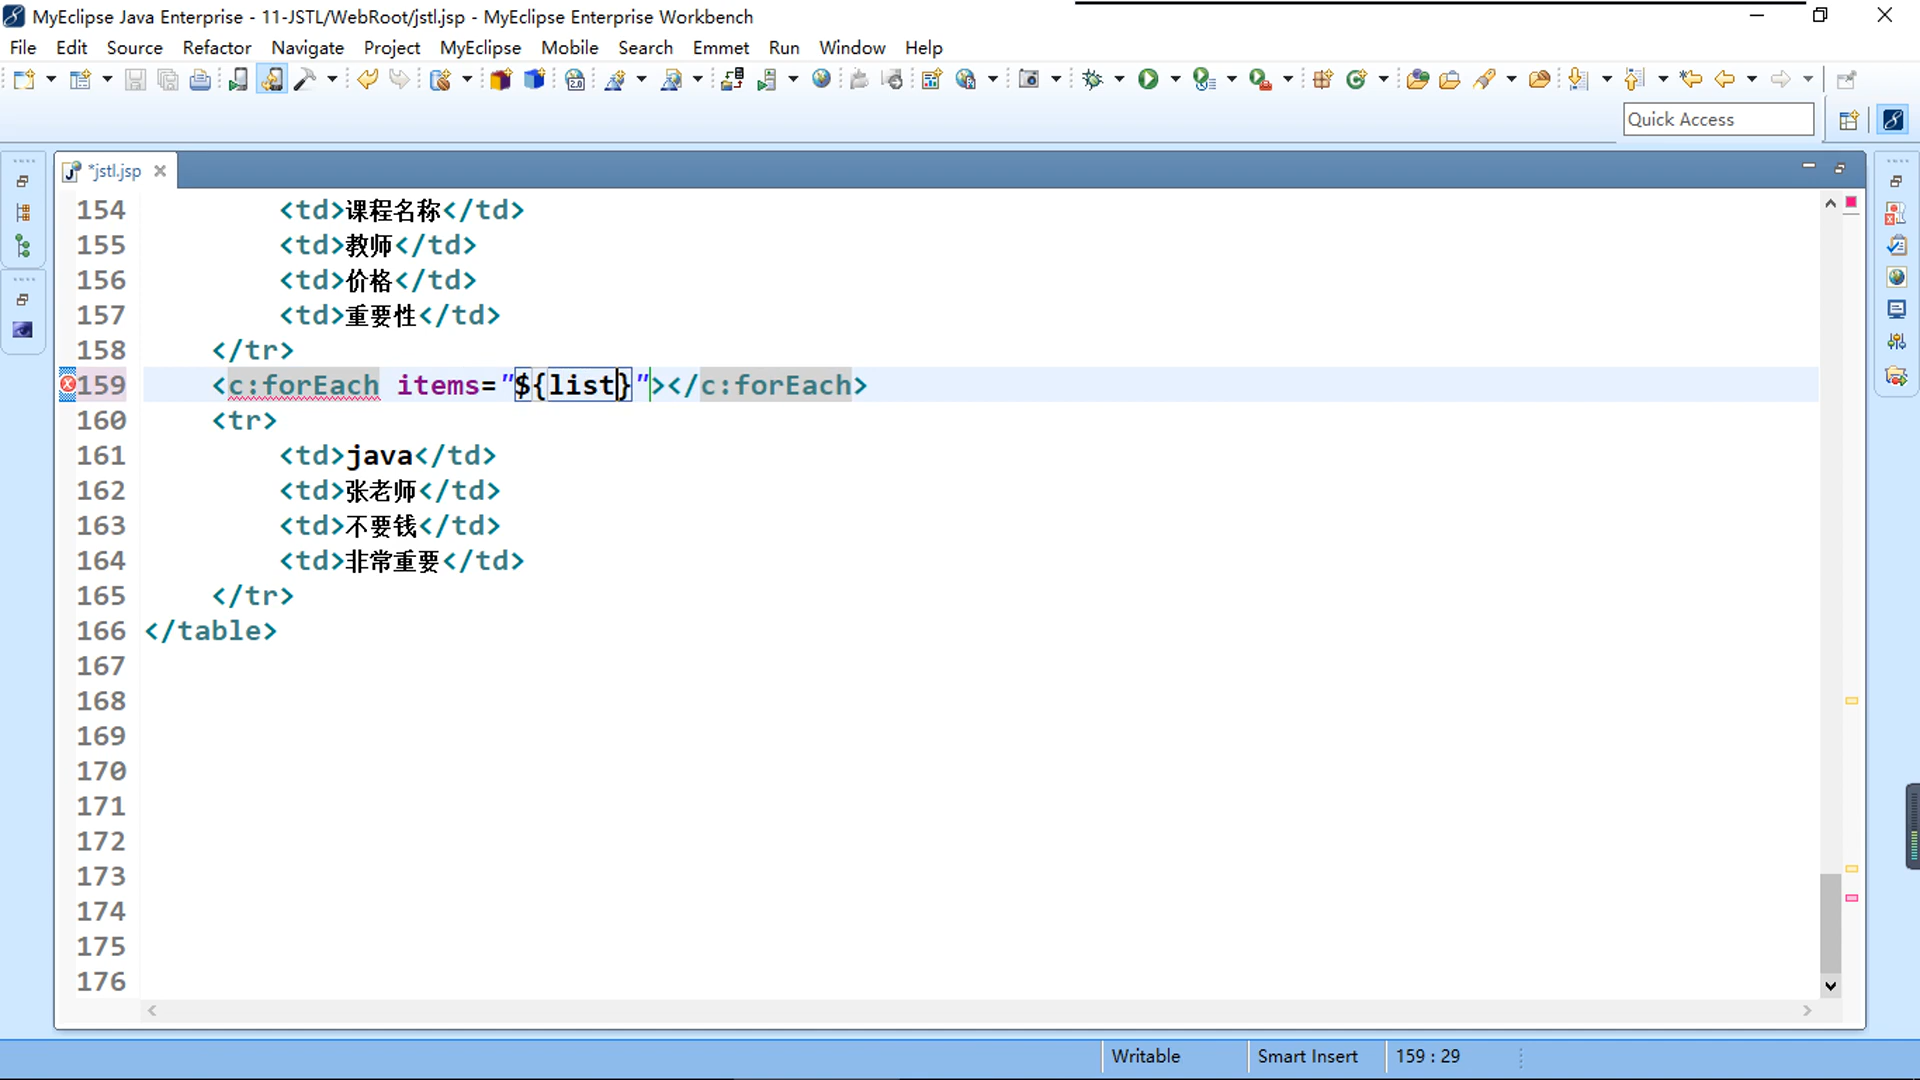 MyEclipse Java Enterprise - 11-JSTL/WebRoot/jstl.jsp - MyEclipse Enterprise Workbench
File Edit Source Refactor Navigate Project MyEclipse Mobile Search Emmet Run Window Help
Quick Access
*jstl.jsp
154 <td>课程名称</td>
155 <td>教师</td>
156 <td>价格</td>
157 <td>重要性</td>
158 </tr>
159 <c:forEach items="${list}"></c:forEach>
160 <tr>
161 <td>java</td>
162 <td>张老师</td>
163 <td>不要钱</td>
164 <td>非常重要</td>
165 </tr>
166 </table>
167
168
169
170
171
172
173
174
175
176
Writable Smart Insert 159 : 29